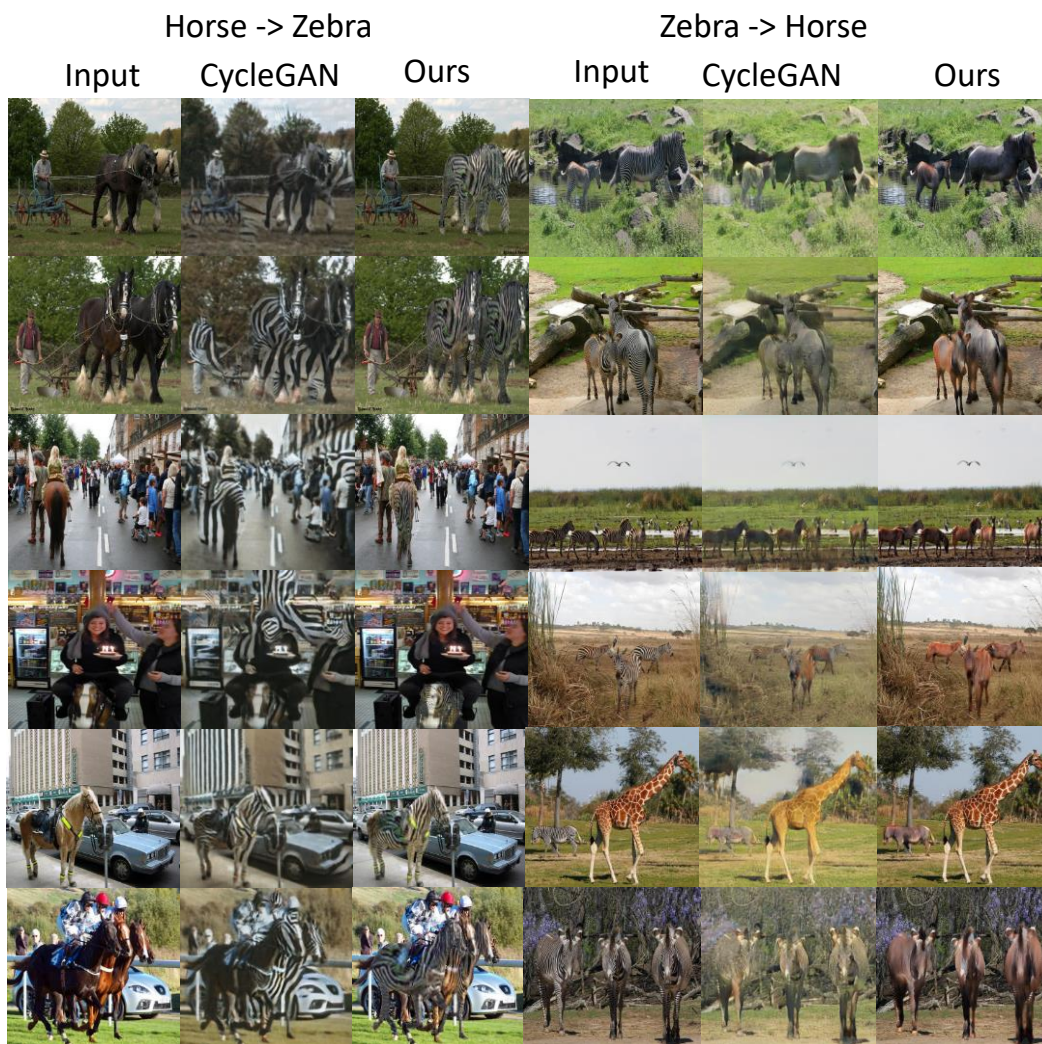 Horse -> Zebra
Zebra -> Horse
Input
CycleGAN
Ours
Input
CycleGAN
Ours